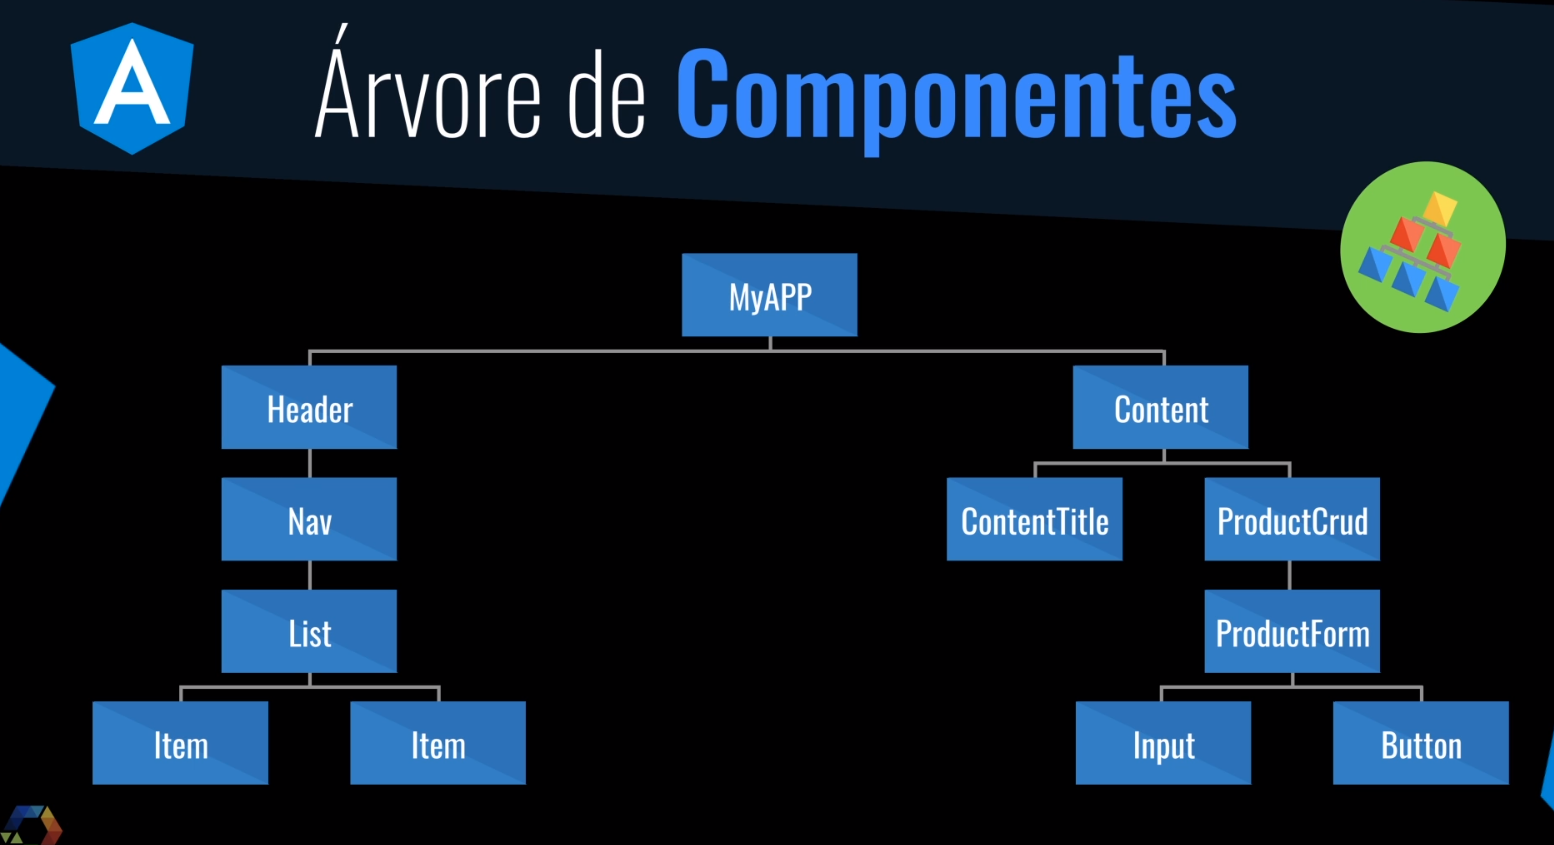 Árvore de Componentes
MyAPP
Header
Content
Nav
ContentTitle
ProductCrud
List
ProductForm
Item
Item
Input
Button